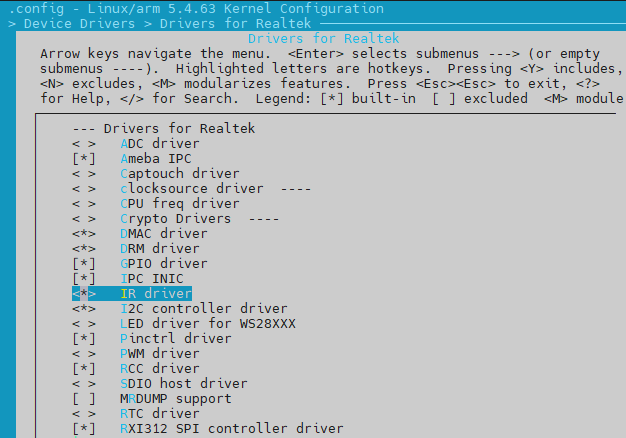 .config - Linux/arm 5.4.63 Kernel Configuration
> Device Drivers > Drivers for Realtek
Drivers for Realtek
Arrow keys navigate the menu.  <Enter> selects submenus ---> (or empty
submenus ----).  Highlighted letters are hotkeys.  Pressing <Y> includes,
<N> excludes, <M> modularizes features.  Press <Esc><Esc> to exit, <?>
for Help, </> for Search.  Legend: [*] built-in  [ ] excluded  <M> module
--- Drivers for Realtek
< >   ADC driver
[*]   Ameba IPC
< >   Captouch driver
< >   clocksource driver  ----
< >   CPU freq driver
< >   Crypto Drivers  ----
<*>   DMAC driver
<*>   DRM driver
[*]   GPIO driver
[*]   IPC INIC
<*>   IR driver
<*>   I2C controller driver
< >   LED driver for WS28XXX
[*]   Pinctrl driver
< >   PWM driver
[*]   RCC driver
< >   SDIO host driver
[ ]   MRDUMP support
< >   RTC driver
[*]   RXI312 SPI controller driver